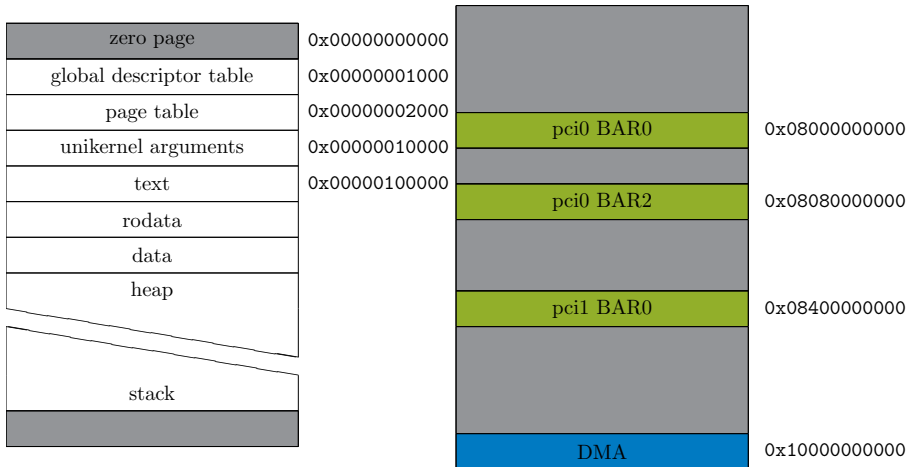 zero page 0x00000000000
global descriptor table 0x00000001000
page table 0x00000002000
unikernel arguments 0x00000010000
text 0x00000100000
rodata
data
heap
stack
pci0 BAR0 0x08000000000
pci0 BAR2 0x08080000000
pci1 BAR0 0x08400000000
DMA 0x10000000000